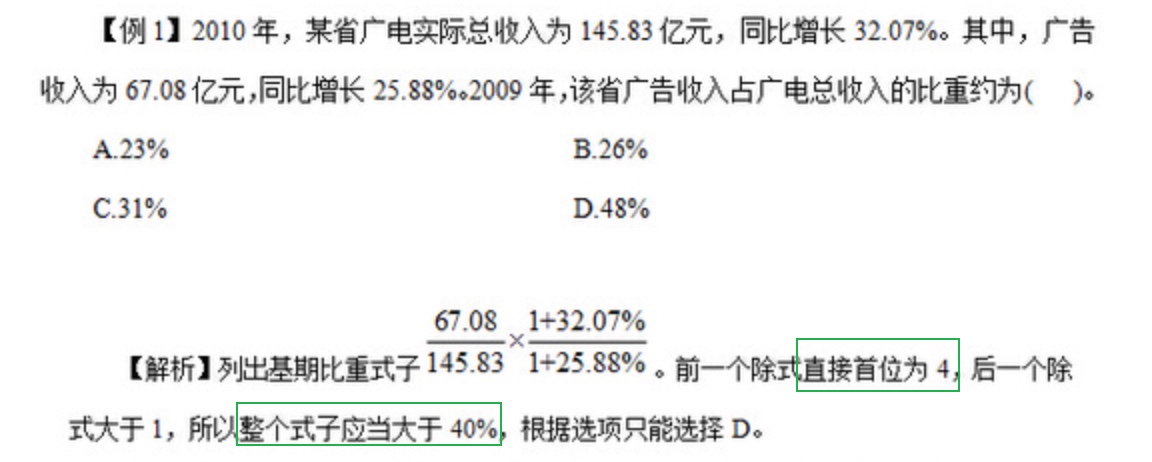 【例 1】2010 年，某省广电实际总收入为 145.83 亿元，同比增长 32.07%。其中，广告
收入为 67.08 亿元,同比增长 25.88%。2009 年,该省广告收入占广电总收入的比重约为(    )。
A.23%    B.26%
C.31%    D.48%
67.08 1+32.07%
【解析】列出基期比重式子 145.83 × 1+25.88% 。前一个除式直接首位为 4，后一个除
式大于 1，所以整个式子应当大于 40%，根据选项只能选择 D。